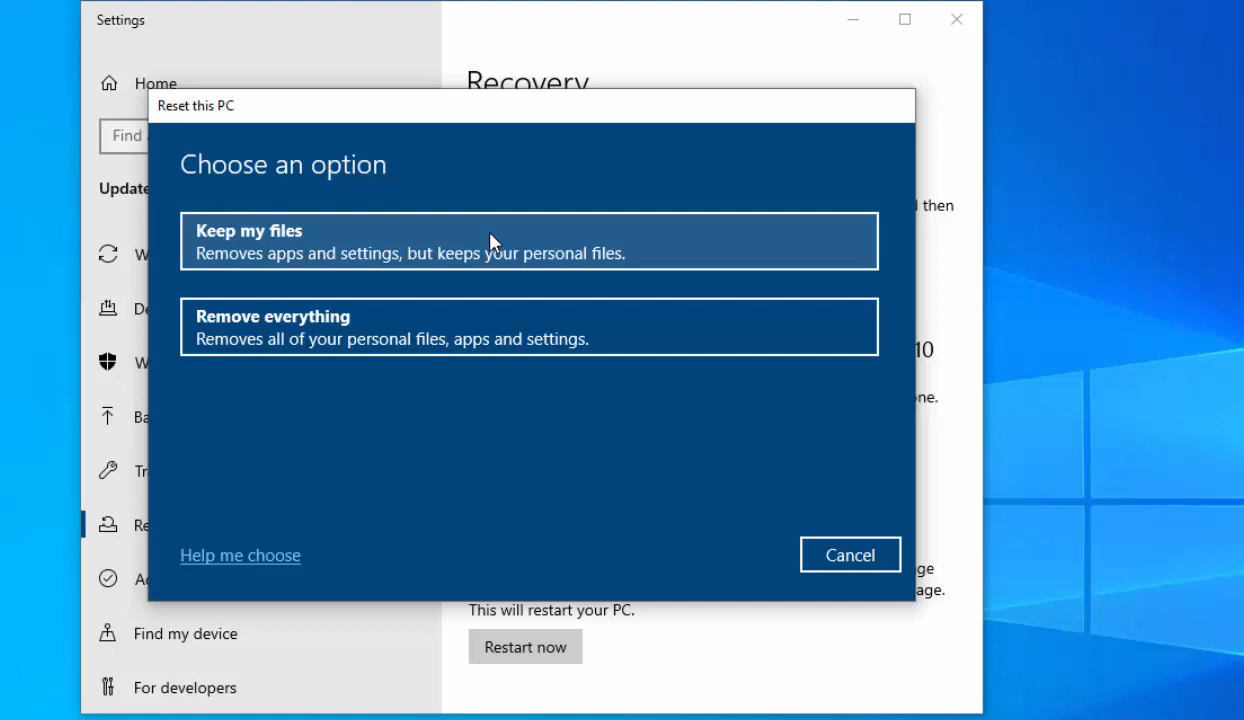 Settings
Home
Recovery
Reset this PC
Find
Choose an option
Update
Keep my files
Removes apps and settings, but keeps your personal files.
then
Remove everything
Removes all of your personal files, apps and settings.
10
Help me choose
Cancel
This will restart your PC.
Find my device
Restart now
For developers